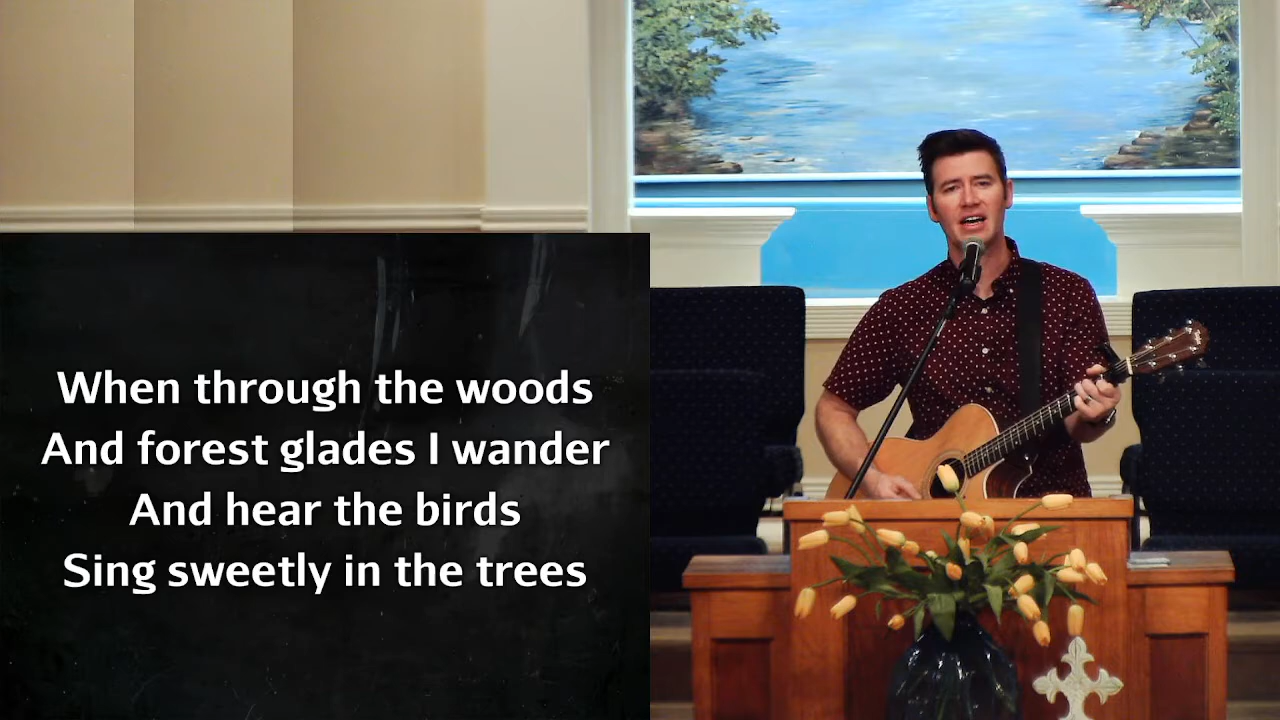 When through the woods
And forest glades I wander
And hear the birds
Sing sweetly in the trees